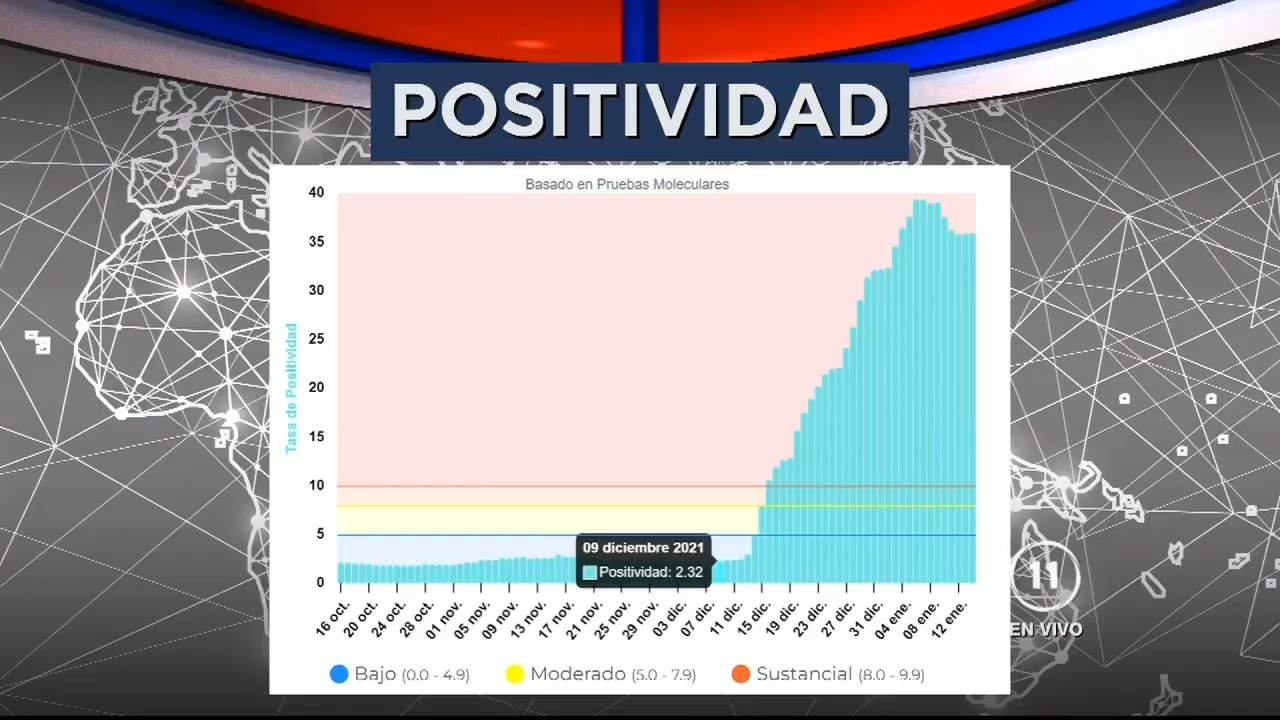 POSITIVIDAD
Basado en Pruebas Moleculares
Tasa de Positividad
40
35
30
25
20
15
10
5
0
09 diciembre 2021
Positividad: 2.32
16 oct.
20 oct.
24 oct.
28 oct.
01 nov.
05 nov.
09 nov.
13 nov.
17 nov.
21 nov.
25 nov.
29 nov.
03 dic.
07 dic.
11 dic.
15 dic.
19 dic.
23 dic.
27 dic.
31 dic.
04 ene.
08 ene.
12 ene.
11
EN VIVO
Bajo (0.0 - 4.9)
Moderado (5.0 - 7.9)
Sustancial (8.0 - 9.9)